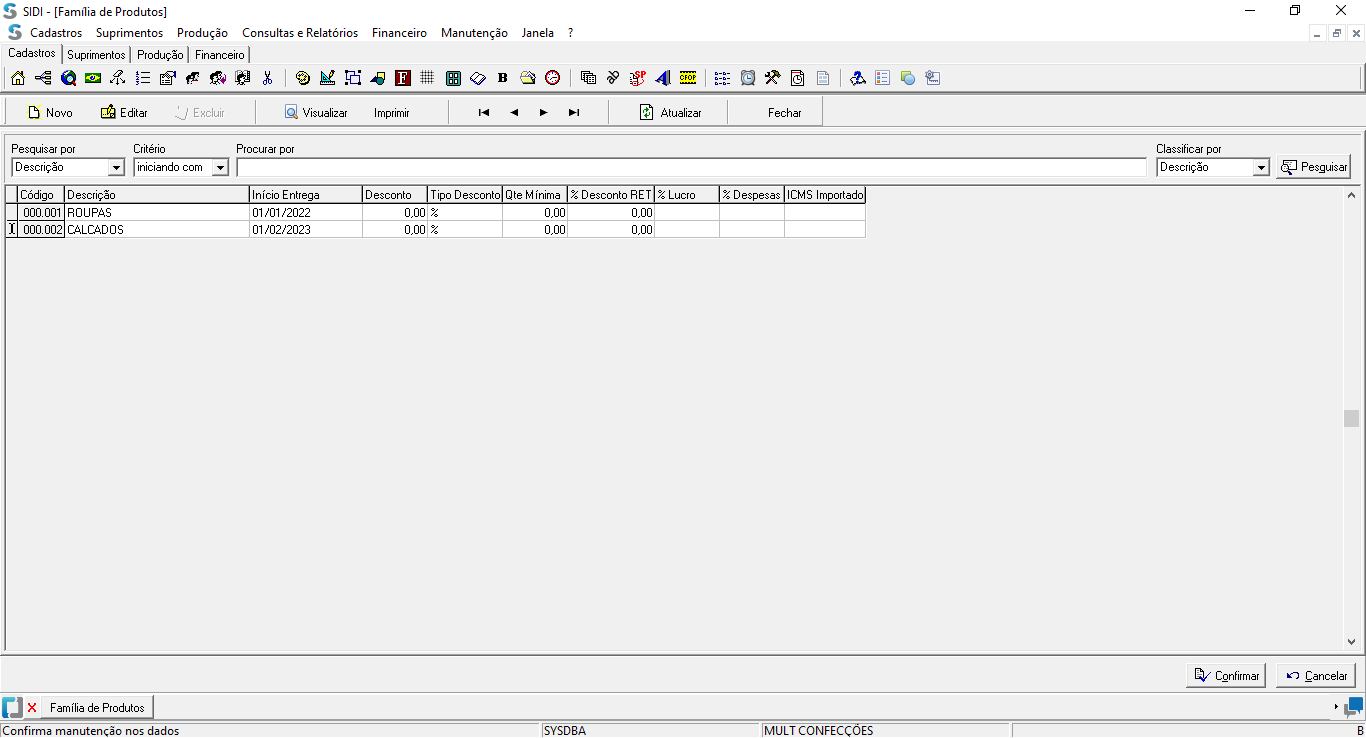 SIDI - [Família de Produtos]
Cadastros Suprimentos Produção Consultas e Relatórios Financeiro Manutenção Janela ?
Cadastros Suprimentos Produção Financeiro
F B SP CFOP
Novo Editar Excluir Visualizar Imprimir Atualizar Fechar
Pesquisar por Critério Procurar por Classificar por
Descrição iniciando com Descrição Pesquisar
Código Descrição Início Entrega Desconto Tipo Desconto Qte Mínima % Desconto RET % Lucro % Despesas ICMS Importado
000.001 ROUPAS 01/01/2022 0,00 % 0,00 0,00
000.002 CALCADOS 01/02/2023 0,00 % 0,00 0,00
Confirmar Cancelar
Família de Produtos
Confirma manutenção nos dados SYSDBA MULT CONFECÇÕES B